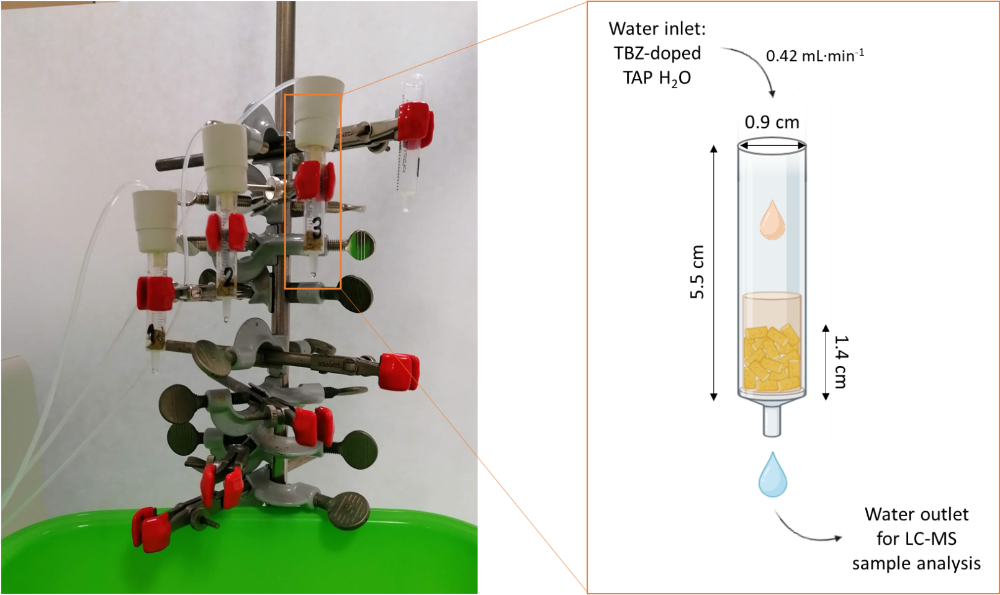 Water inlet:
TBZ-doped
TAP H₂O
0.42 mL·min⁻¹
0.9 cm
5.5 cm
1.4 cm
Water outlet
for LC-MS
sample analysis
3
2
1